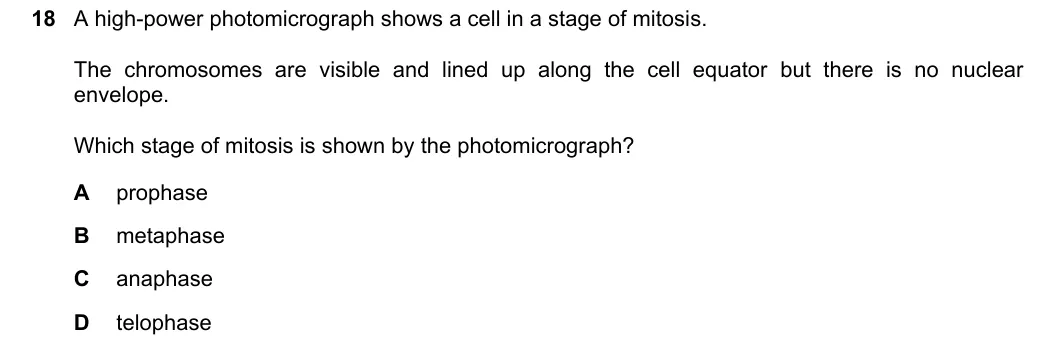 18 A high-power photomicrograph shows a cell in a stage of mitosis.
The chromosomes are visible and lined up along the cell equator but there is no nuclear
envelope.
Which stage of mitosis is shown by the photomicrograph?
A prophase
B metaphase
C anaphase
D telophase